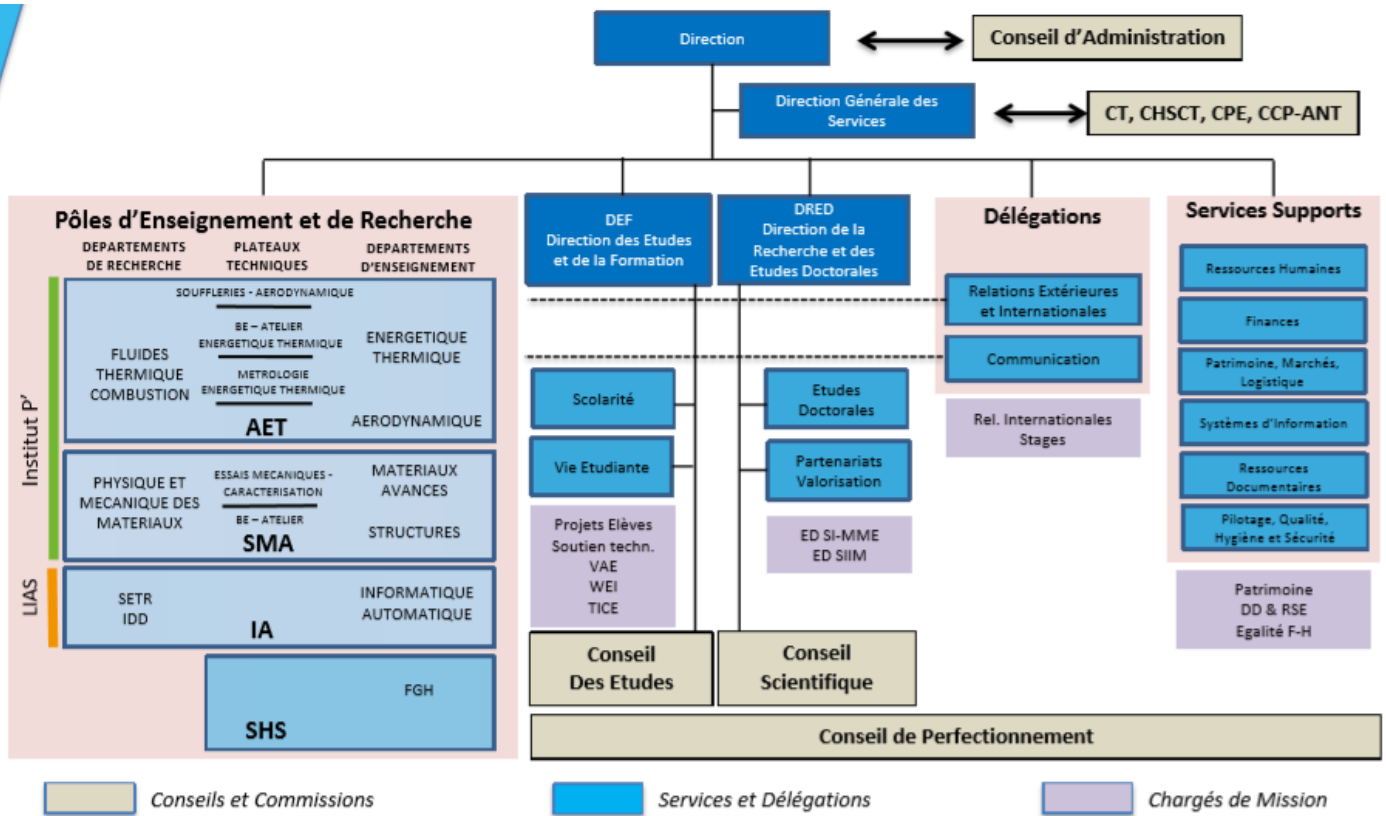 Direction
Conseil d'Administration
Direction Générale des
Services
CT, CHSCT, CPE, CCP-ANT
Pôles d'Enseignement et de Recherche
DEPARTEMENTS
DE RECHERCHE
PLATEAUX
TECHNIQUES
DEPARTEMENTS
D'ENSEIGNEMENT
Institut P'
SOUFFLERIES - AERODYNAMIQUE
BE – ATELIER
ENERGETIQUE THERMIQUE
METROLOGIE
ENERGETIQUE THERMIQUE
FLUIDES
THERMIQUE
COMBUSTION
AET
ENERGETIQUE
THERMIQUE
AERODYNAMIQUE
PHYSIQUE ET
MECANIQUE DES
MATERIAUX
ESSAIS MECANIQUES -
CARACTERISATION
BE – ATELIER
SMA
MATERIAUX
AVANCES
STRUCTURES
LIAS
SETR
IDD
IA
INFORMATIQUE
AUTOMATIQUE
SHS
FGH
DEF
Direction des Etudes
et de la Formation
Scolarité
Vie Etudiante
Projets Elèves
Soutien techn.
VAE
WEI
TICE
Conseil
Des Etudes
DRED
Direction de la
Recherche et des
Etudes Doctorales
Etudes
Doctorales
Partenariats
Valorisation
ED SI-MME
ED SIIM
Conseil
Scientifique
Délégations
Relations Extérieures
et Internationales
Communication
Rel. Internationales
Stages
Services Supports
Ressources Humaines
Finances
Patrimoine, Marchés,
Logistique
Systèmes d'Information
Ressources
Documentaires
Pilotage, Qualité,
Hygiène et Sécurité
Patrimoine
DD & RSE
Egalité F-H
Conseil de Perfectionnement
Conseils et Commissions
Services et Délégations
Chargés de Mission